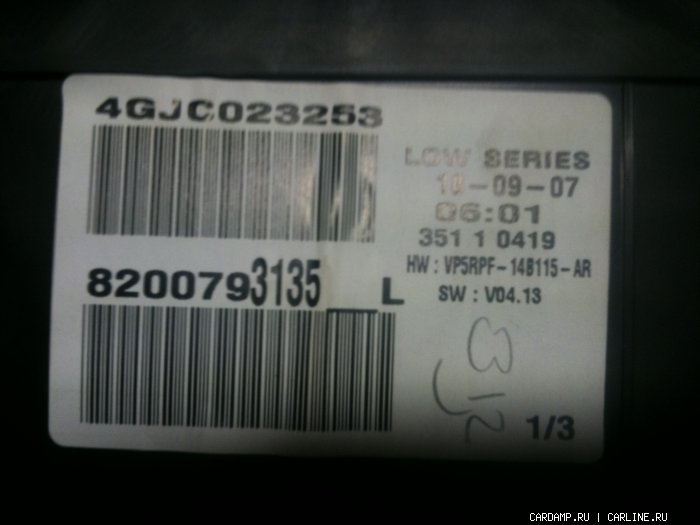 4GJC023253
LOW SERIES
10-09-07
06:01
351 1 0419
HW : VP5RPF-14B115-AR
SW : V04.13
8200793135__L
1/3
CARDAMP.RU | CARLINE.RU